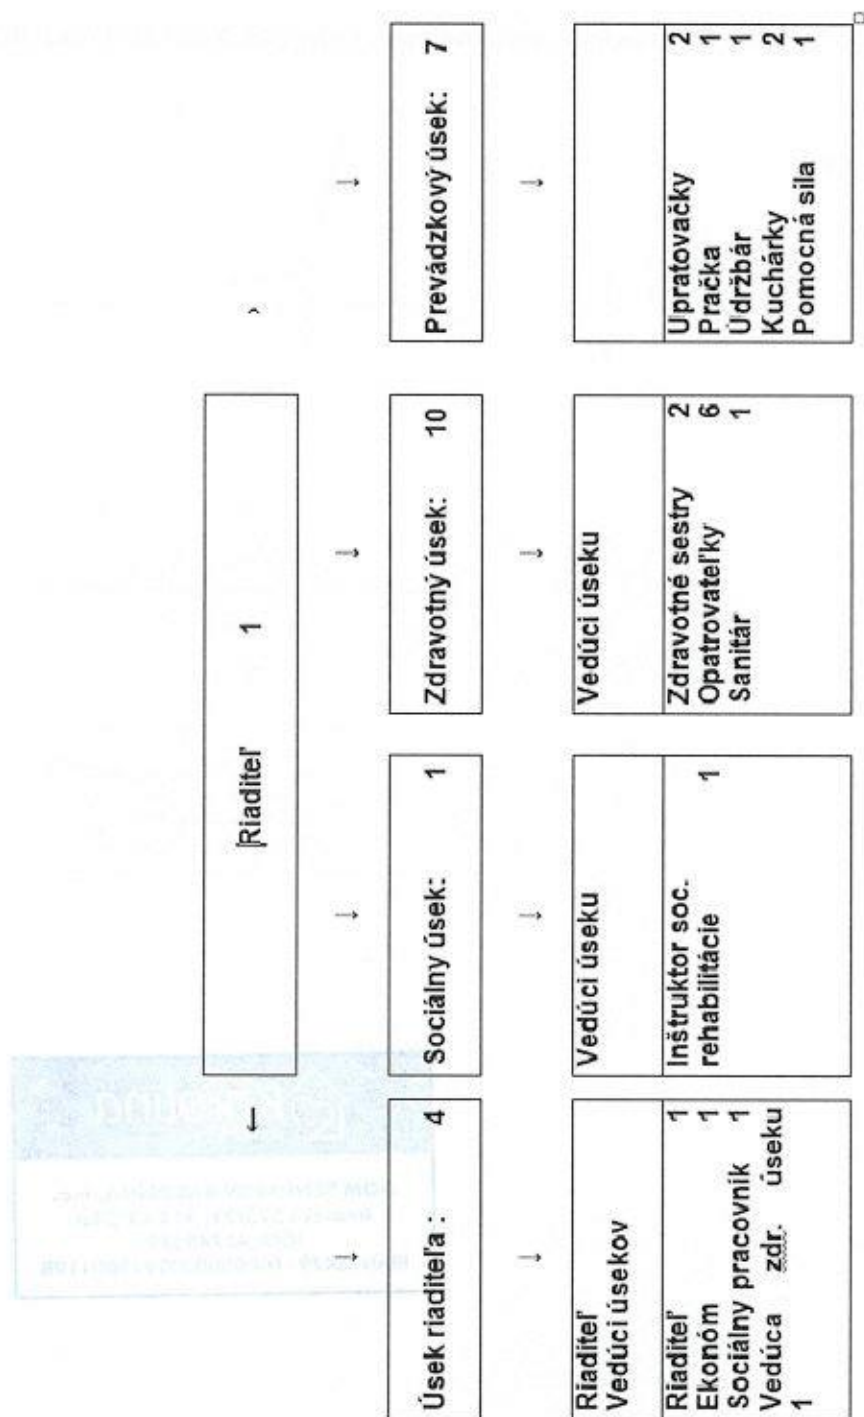 Riaditeľ 1
Úsek riaditeľa : 4
Sociálny úsek: 1
Zdravotný úsek: 10
Prevádzkový úsek: 7
Riaditeľ
Vedúci úsekov
Riaditeľ 1
Ekonóm 1
Sociálny pracovník 1
Vedúca zdr. úseku
1
Vedúci úseku
Inštruktor soc.
rehabilitácie 1
Vedúci úseku
Zdravotné sestry 2
Opatrovateľky 6
Sanitár 1
Upratovačky 2
Pračka 1
Údržbár 1
Kuchárky 2
Pomocná sila 1